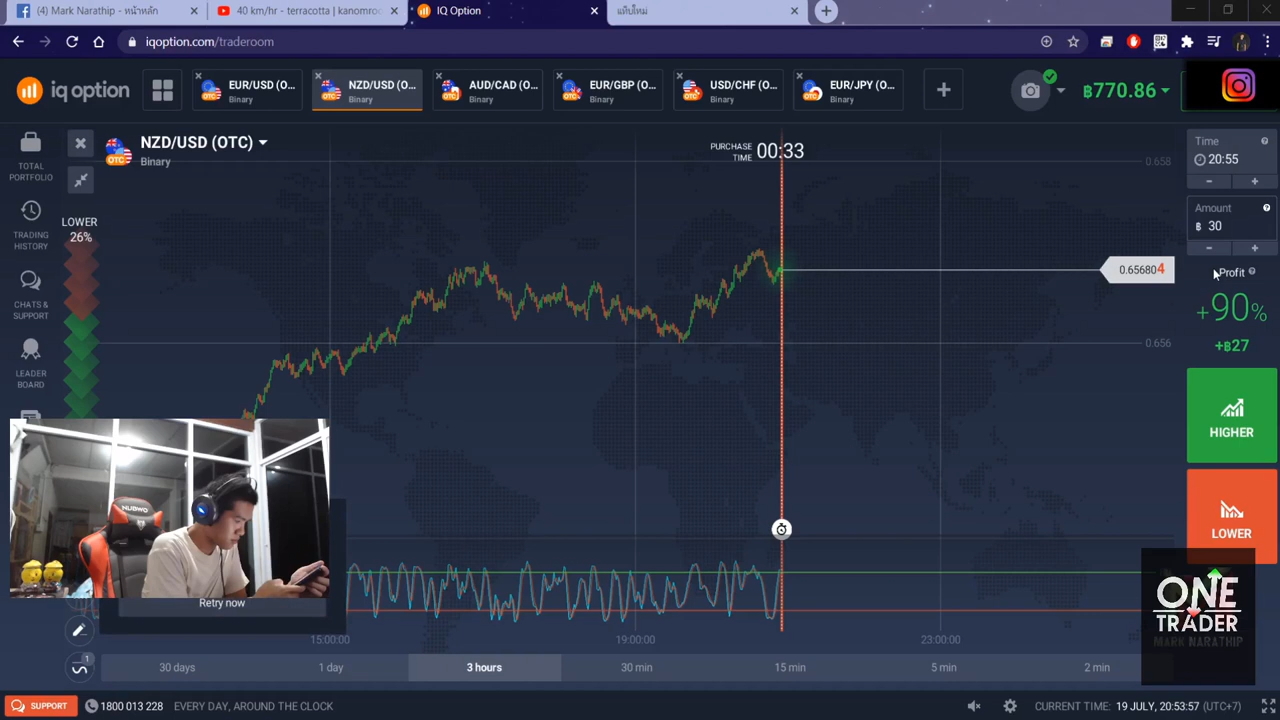 (4) Mark Narathip - หน้าหลัก
40 km/hr - terracotta | kanomroo
IQ Option
แท็บใหม่
iqoption.com/traderoom
iq option
EUR/USD (O...
Binary
NZD/USD (O...
Binary
AUD/CAD (O...
Binary
EUR/GBP (O...
Binary
USD/CHF (O...
Binary
EUR/JPY (O...
Binary
฿770.86
TOTAL
PORTFOLIO
TRADING
HISTORY
CHATS &
SUPPORT
LEADER
BOARD
NZD/USD (OTC)
OTC
Binary
LOWER
26%
PURCHASE
TIME
00:33
0.658
0.656804
0.656
Time
20:55
Amount
฿ 30
Profit
+90%
+฿27
HIGHER
LOWER
NUBWO
Retry now
ONE
TRADER
MARK NARATHIP
15:00:00
19:00:00
23:00:00
1
30 days
1 day
3 hours
30 min
15 min
5 min
2 min
SUPPORT
1800 013 228
EVERY DAY, AROUND THE CLOCK
CURRENT TIME: 19 JULY, 20:53:57 (UTC+7)